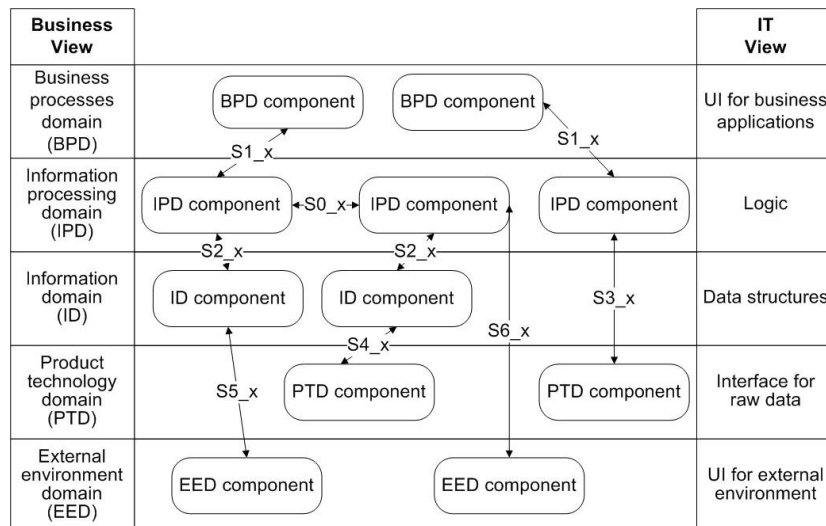 Business
View
IT
View
Business
processes
domain
(BPD)
BPD component
BPD component
UI for business
applications
S1_x
S1_x
Information
processing
domain
(IPD)
IPD component
S0_x
IPD component
IPD component
Logic
S2_x
S2_x
Information
domain
(ID)
ID component
ID component
S3_x
Data structures
S6_x
S4_x
Product
technology
domain
(PTD)
S5_x
PTD component
PTD component
Interface for
raw data
External
environment
domain
(EED)
EED component
EED component
UI for external
environment